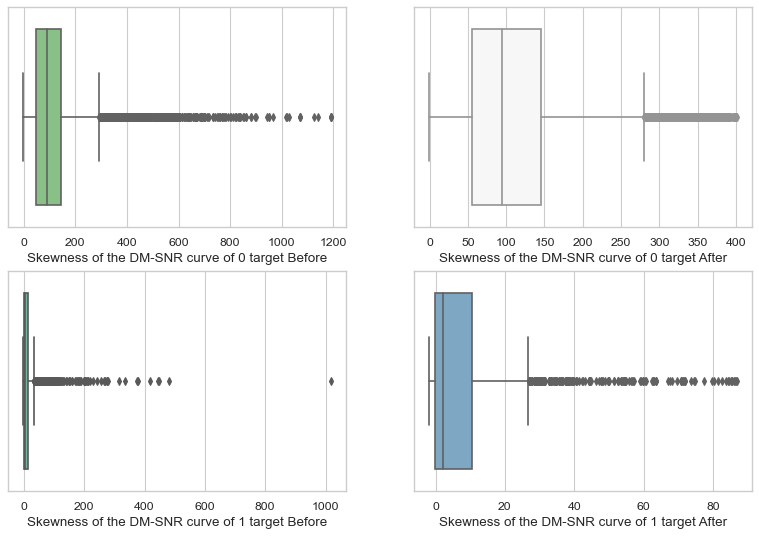 0 200 400 600 800 1000 1200
Skewness of the DM-SNR curve of 0 target Before
0 50 100 150 200 250 300 350 400
Skewness of the DM-SNR curve of 0 target After
0 200 400 600 800 1000
Skewness of the DM-SNR curve of 1 target Before
0 20 40 60 80
Skewness of the DM-SNR curve of 1 target After